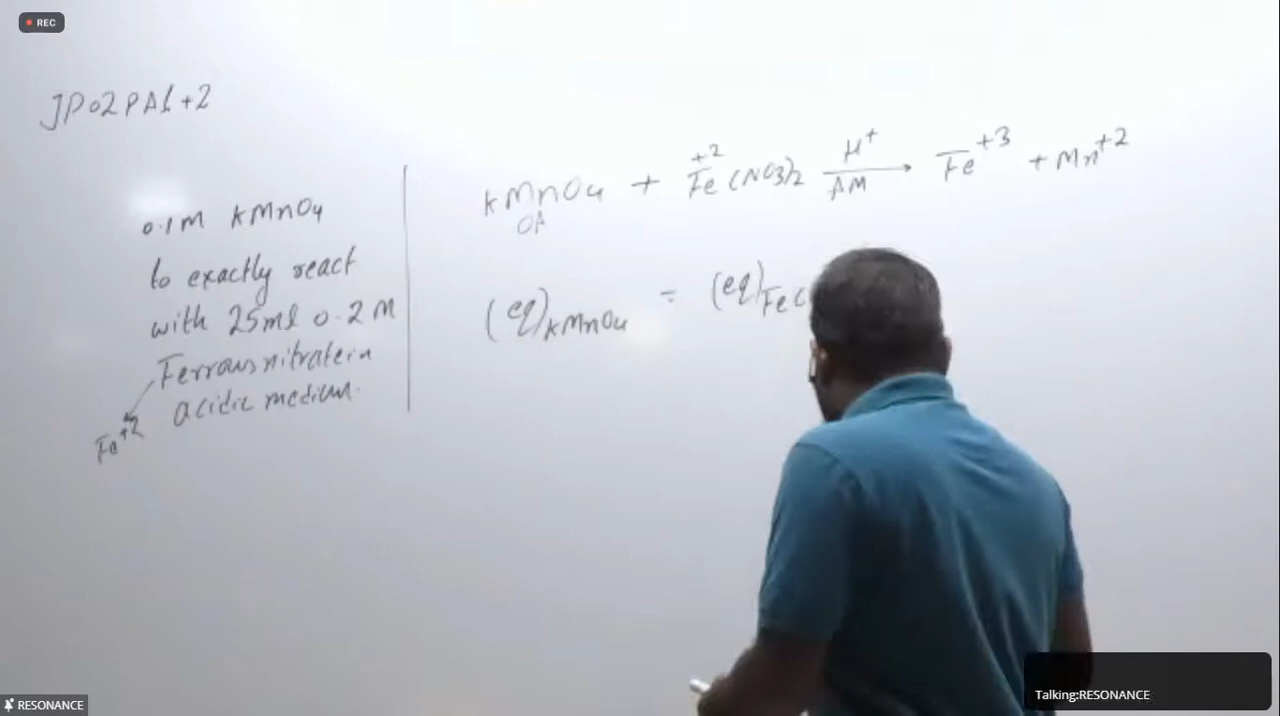 REC
JP02PA1+2
0.1M KMnO4
to exactly react
with 25ml 0.2 M
Ferrous nitrate in
acidic medium.
Fe+2
KMnO4 + Fe(NO3)2 → Fe+3 + Mn+2
+2
H+
AM
OA
(eq)KMnO4 = (eq)Fe(
RESONANCE
Talking:RESONANCE